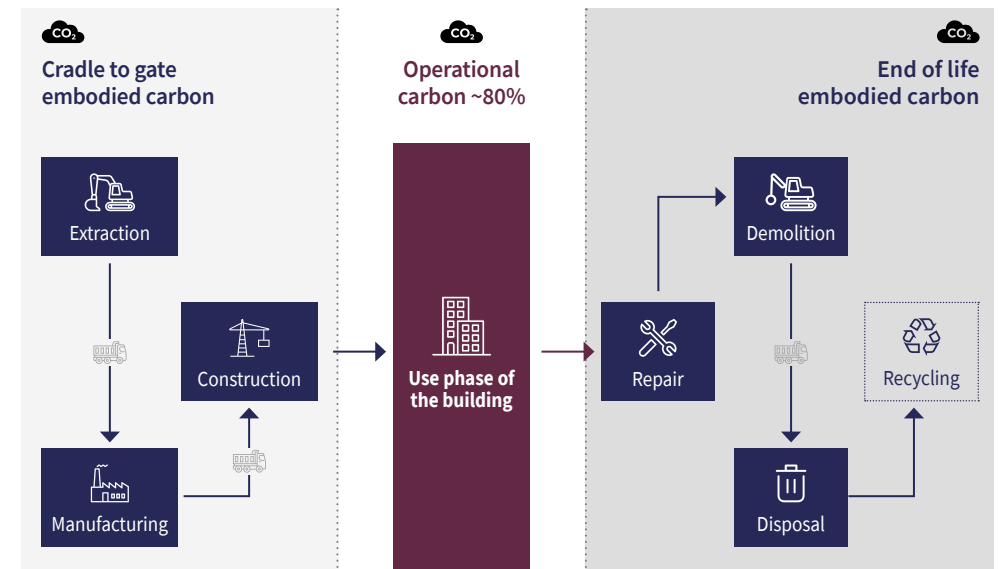 CO₂
Cradle to gate
embodied carbon
Extraction
Construction
Manufacturing
CO₂
Operational
carbon ~80%
Use phase of
the building
CO₂
End of life
embodied carbon
Repair
Demolition
Disposal
Recycling